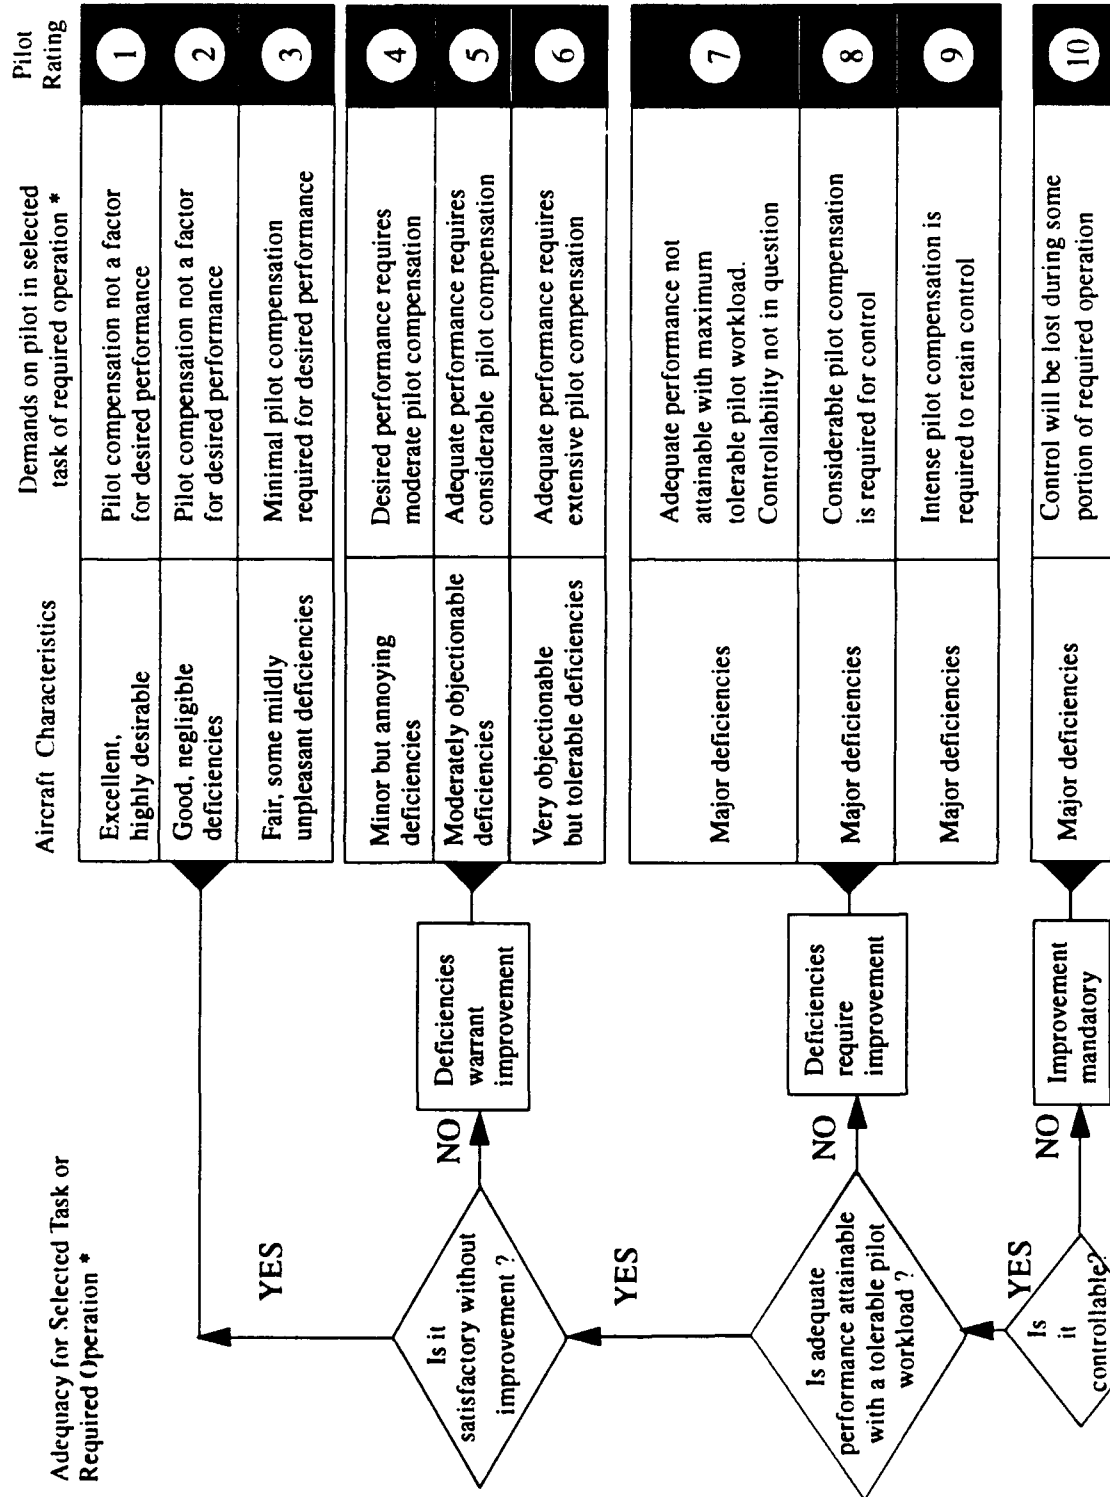 Adequacy for Selected Task or
Required Operation *
Aircraft Characteristics
Demands on pilot in selected
task of required operation *
Pilot
Rating
Excellent,
highly desirable
Pilot compensation not a factor
for desired performance
1
Good, negligible
deficiencies
Pilot compensation not a factor
for desired performance
2
Fair, some mildly
unpleasant deficiencies
Minimal pilot compensation
required for desired performance
3
YES
Is it
satisfactory without
improvement ?
NO
Deficiencies
warrant
improvement
Minor but annoying
deficiencies
Desired performance requires
moderate pilot compensation
4
Moderately objectionable
deficiencies
Adequate performance requires
considerable pilot compensation
5
Very objectionable
but tolerable deficiencies
Adequate performance requires
extensive pilot compensation
6
YES
Is adequate
performance attainable
with a tolerable pilot
workload ?
NO
Deficiencies
require
improvement
Major deficiencies
Adequate performance not
attainable with maximum
tolerable pilot workload.
Controllability not in question
7
Major deficiencies
Considerable pilot compensation
is required for control
8
Major deficiencies
Intense pilot compensation is
required to retain control
9
YES
Is
it
controllable?
NO
Improvement
mandatory
Major deficiencies
Control will be lost during some
portion of required operation
10